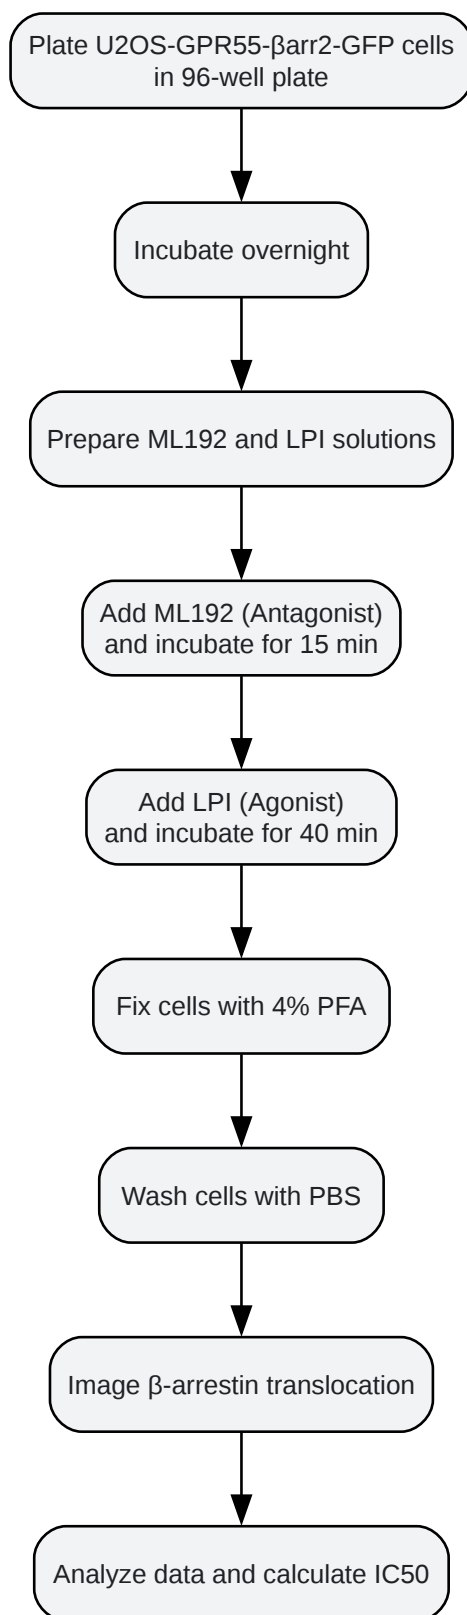 Plate U2OS-GPR55-βarr2-GFP cells
in 96-well plate
Incubate overnight
Prepare ML192 and LPI solutions
Add ML192 (Antagonist)
and incubate for 15 min
Add LPI (Agonist)
and incubate for 40 min
Fix cells with 4% PFA
Wash cells with PBS
Image β-arrestin translocation
Analyze data and calculate IC50